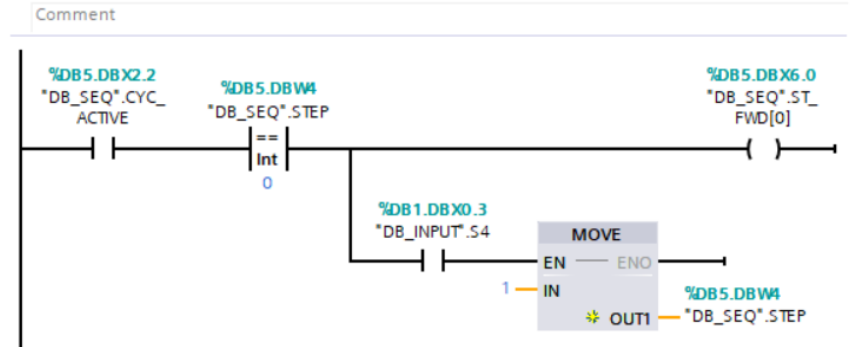 Comment
%DB5.DBX2.2
"DB_SEQ".CYC_
ACTIVE
%DB5.DBW4
"DB_SEQ".STEP
==
Int
0
%DB5.DBX6.0
"DB_SEQ".ST_
FWD[0]
%DB1.DBX0.3
"DB_INPUT".S4
MOVE
EN ENO
1 IN
OUT1
%DB5.DBW4
"DB_SEQ".STEP